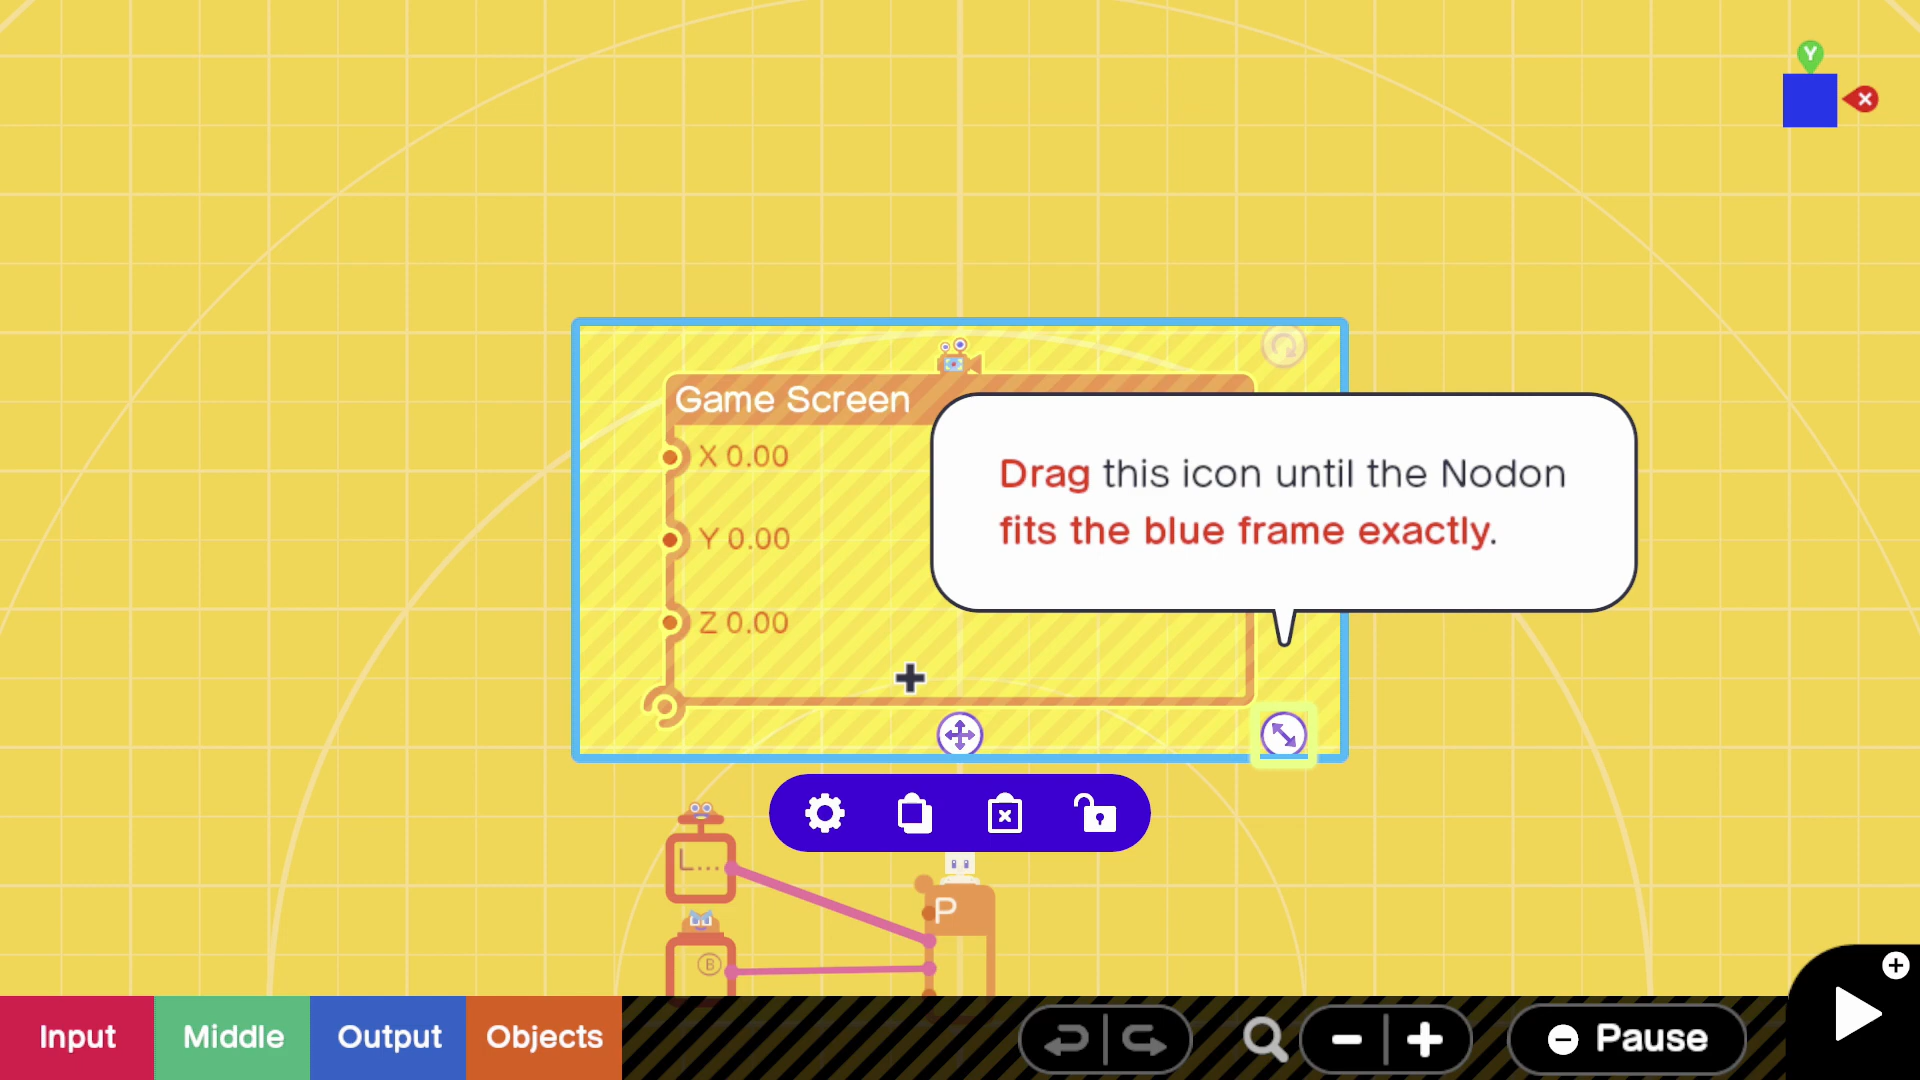 Y
X
Game Screen
X 0.00
Y 0.00
Z 0.00
Drag this icon until the Nodon
fits the blue frame exactly.
L...
P
B
Input
Middle
Output
Objects
Pause